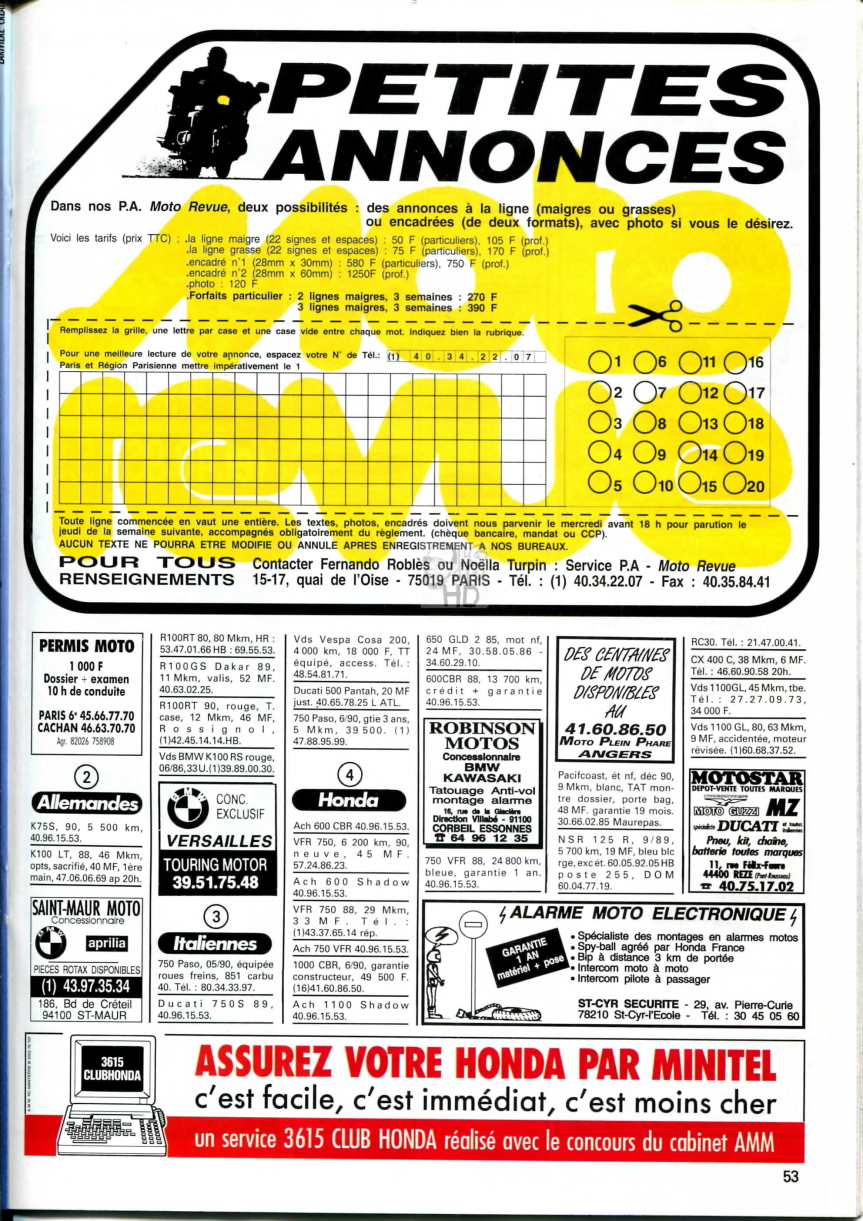 PETITES
ANNONCES
Dans nos P.A. Moto Revue, deux possibilités : des annonces à la ligne (maigres ou grasses)
ou encadrées (de deux formats), avec photo si vous le désirez.
Voici les tarifs (prix TTC) : .la ligne maigre (22 signes et espaces) : 50 F (particuliers), 105 F (prof.)
.la ligne grasse (22 signes et espaces) : 75 F (particuliers), 170 F (prof.)
.encadré n°1 (28mm x 30mm) : 580 F (particuliers), 750 F (prof.)
.encadré n°2 (28mm x 60mm) : 1250F (prof.)
.photo : 120 F
.Forfaits particulier : 2 lignes maigres, 3 semaines : 270 F
3 lignes maigres, 3 semaines : 390 F
moto
revue
Remplissez la grille, une lettre par case et une case vide entre chaque mot. Indiquez bien la rubrique.
Pour une meilleure lecture de votre annonce, espacez votre N° de Tél.: (1) 40.34.22.07
Paris et Région Parisienne mettre impérativement le 1
1 6 11 16
2 7 12 17
3 8 13 18
4 9 14 19
5 10 15 20
Toute ligne commencée en vaut une entière. Les textes, photos, encadrés doivent nous parvenir le mercredi avant 18 h pour parution le
jeudi de la semaine suivante, accompagnés obligatoirement du règlement. (chèque bancaire, mandat ou CCP).
AUCUN TEXTE NE POURRA ETRE MODIFIE OU ANNULE APRES ENREGISTREMENT A NOS BUREAUX.
POUR TOUS
RENSEIGNEMENTS
Contacter Fernando Roblès ou Noëlla Turpin : Service P.A - Moto Revue
15-17, quai de l'Oise - 75019 PARIS - Tél. : (1) 40.34.22.07 - Fax : 40.35.84.41
PERMIS MOTO
1 000 F
Dossier + examen
10 h de conduite
PARIS 6e 45.66.77.70
CACHAN 46.63.70.70
Agr. 82026 758908
2
Allemandes
K75S, 90, 5 500 km,
40.96.15.53.
K100 LT, 88, 46 Mkm,
opts, sacrifié, 40 MF, 1ère
main, 47.06.06.69 ap 20h.
SAINT-MAUR MOTO
Concessionnaire
BMW
aprilia
PIECES ROTAX DISPONIBLES
(1) 43.97.35.34
186, Bd de Créteil
94100 ST-MAUR
R100RT 80, 80 Mkm, HR :
53.47.01.66 HB : 69.55.53.
R100GS Dakar 89,
11 Mkm, valis, 52 MF.
40.63.02.25.
R100RT 90, rouge, T.
case, 12 Mkm, 46 MF,
Rossignol,
(1)42.45.14.14.HB.
Vds BMW K100 RS rouge,
06/86,33U.(1)39.89.00.30.
BMW
CONC.
EXCLUSIF
VERSAILLES
TOURING MOTOR
39.51.75.48
3
Italiennes
750 Paso, 05/90, équipée
roues freins, 851 carbu
40. Tél. : 80.34.33.97.
Ducati 750S 89,
40.96.15.53.
Vds Vespa Cosa 200,
4 000 km, 18 000 F, TT
équipé, access. Tél. :
48.54.81.71.
Ducati 500 Pantah, 20 MF
just. 40.65.78.25 L ATL.
750 Paso, 6/89, gtie 3 ans,
5 Mkm, 39 500. (1)
47.88.95.99.
4
Honda
Ach 600 CBR 40.96.15.53.
VFR 750, 6 200 km, 90,
neuve, 45 MF.
57.24.86.23.
Ach 600 Shadow
40.96.15.53.
VFR 750 88, 29 Mkm,
33 MF. Tél. :
(1)43.37.65.14 rép.
Ach 750 VFR 40.96.15.53.
1000 CBR, 6/90, garantie
constructeur, 49 500 F.
(16)41.60.86.50.
Ach 1100 Shadow
40.96.15.53.
650 GLD 2 85, mot nf,
24 MF, 30.58.05.86 -
34.60.29.10.
600CBR 88, 13 700 km,
crédit + garantie
40.96.15.53.
ROBINSON
MOTOS
Concessionnaire
BMW
KAWASAKI
Tatouage Anti-vol
montage alarme
16, rue de la Glacière
Direction Villabé - 91100
CORBEIL ESSONNES
☎ 64 96 12 35
750 VFR 88, 24 800 km,
bleue, garantie 1 an.
40.96.15.53.
DES CENTAINES
DE MOTOS
DISPONIBLES
AU
41.60.86.50
MOTO PLEIN PHARE
ANGERS
Pacifcoast, ét nf, déc 90,
9 Mkm, blanc, TAT mon-
tre dossier, porte bag,
48 MF. garantie 19 mois.
30.66.02.85 Maurepas.
NSR 125 R, 9/89,
5 700 km, 19 MF, bleu blc
rge, exc ét. 60.05.92.05 HB
poste 255, DOM
60.04.77.19.
RC30. Tél. : 21.47.00.41.
CX 400 C, 38 Mkm, 6 MF.
Tél. : 46.60.90.58 20h.
Vds 1100GL, 45 Mkm, tbe.
Tél. : 27.27.09.73,
34 000 F.
Vds 1100 GL, 80, 63 Mkm,
9 MF, accidentée, moteur
révisée. (1)60.68.37.52.
MOTOSTAR
DEPOT-VENTE TOUTES MARQUES
MOTO GUZZI MZ
spécialiste DUCATI et toutes italiennes
Pneu, kit, chaîne,
batterie toutes marques
11, rue Félix-Faure
44400 REZE (Pont-Rousseau)
☎ 40.75.17.02
ALARME MOTO ELECTRONIQUE
GARANTIE
1 AN
matériel + pose
• Spécialiste des montages en alarmes motos
• Spy-ball agréé par Honda France
• Bip à distance 3 km de portée
• Intercom moto à moto
• Intercom pilote à passager
ST-CYR SECURITE - 29, av. Pierre-Curie
78210 St-Cyr-l'Ecole - Tél. : 30 45 05 60
3615
CLUBHONDA
ASSUREZ VOTRE HONDA PAR MINITEL
c'est facile, c'est immédiat, c'est moins cher
un service 3615 CLUB HONDA réalisé avec le concours du cabinet AMM
53